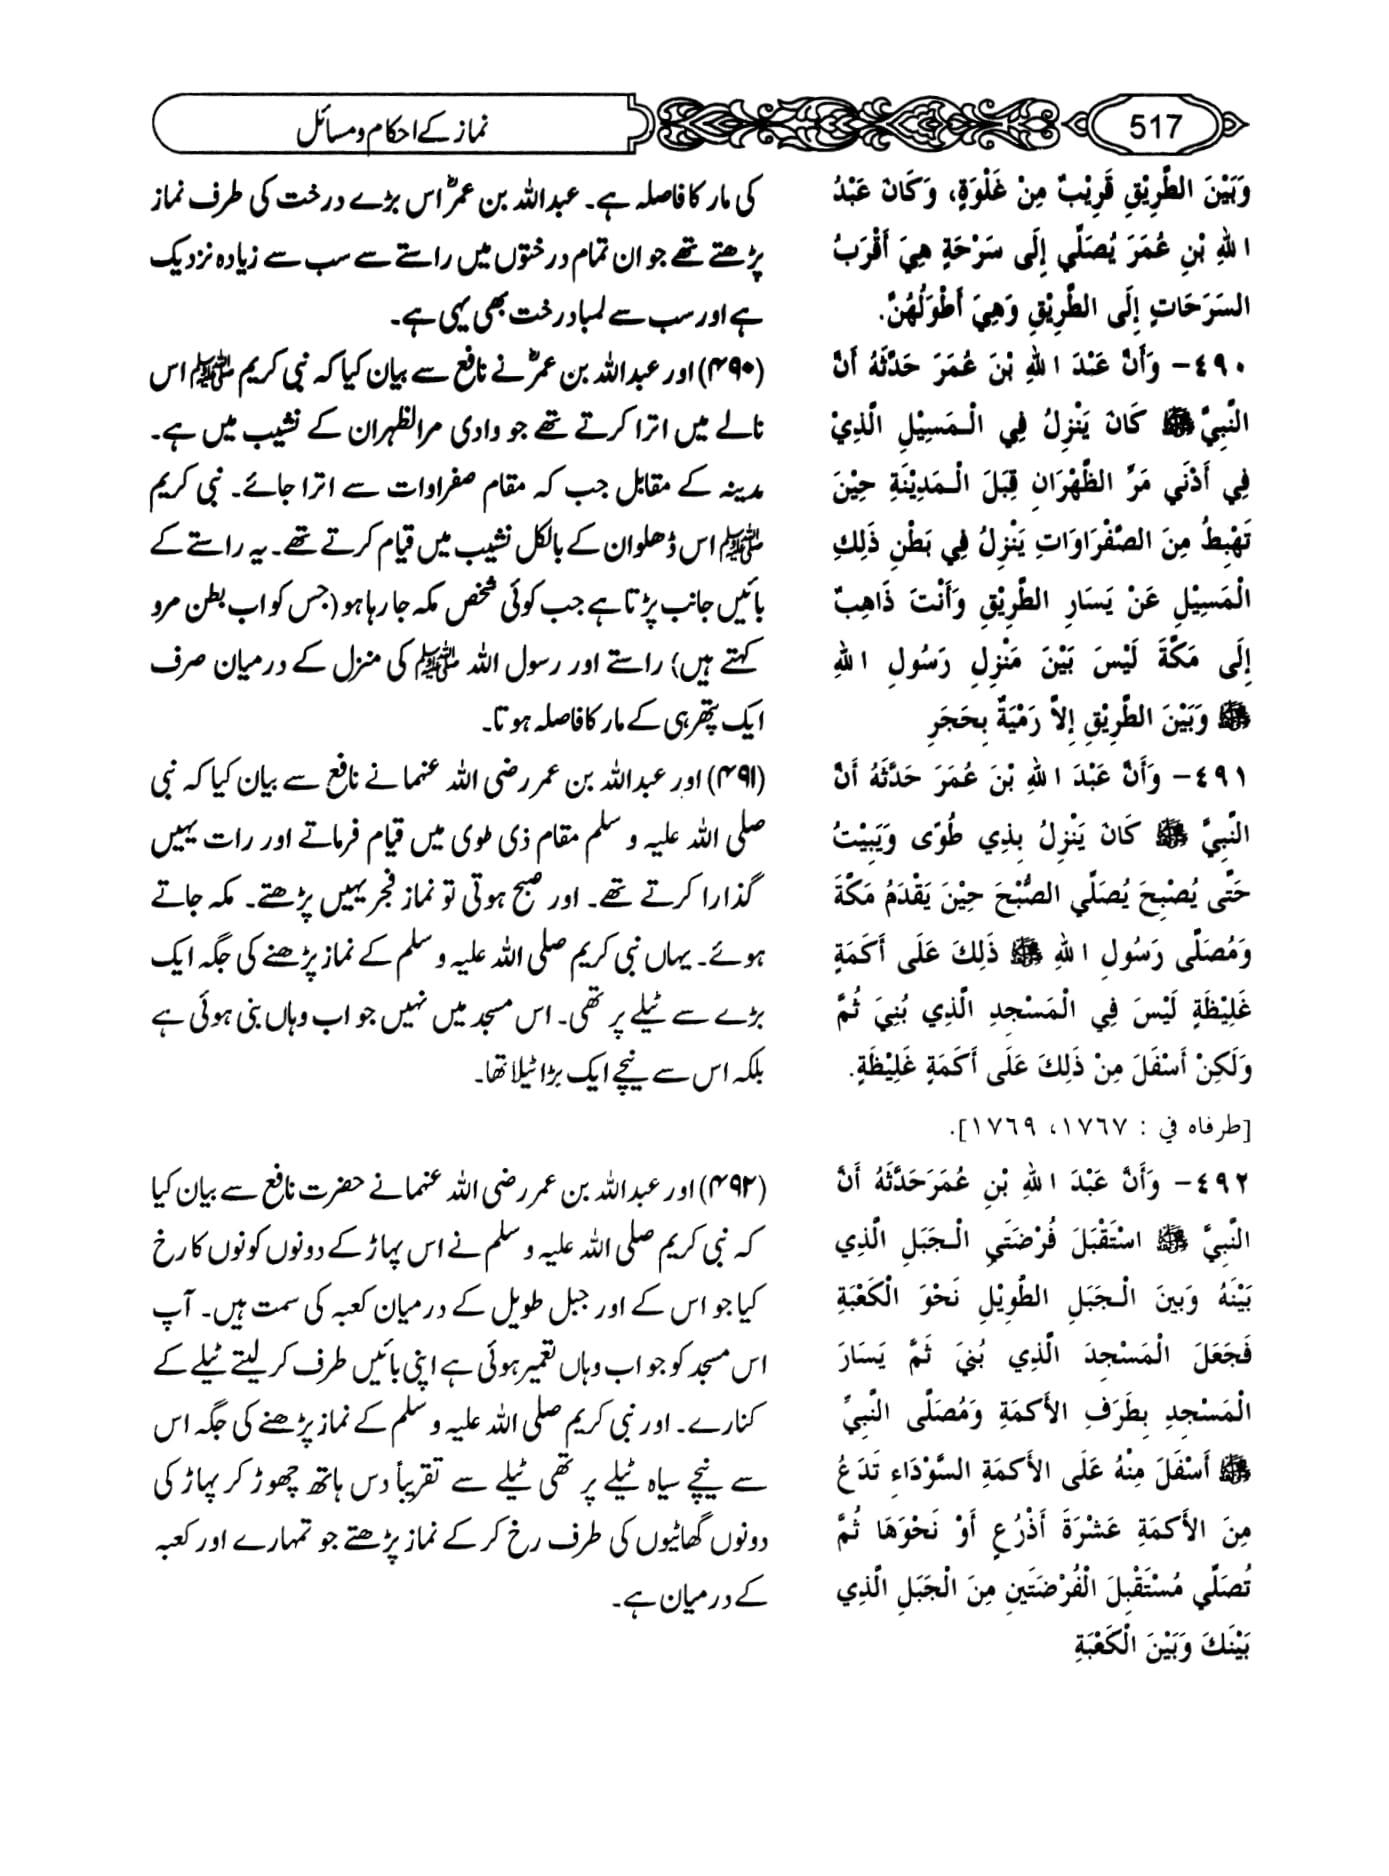 517
نماز کے احکام و مسائل
وَبَيْنَ الطَّرِيْقِ قَرِيْبٌ مِنْ غَلْوَةٍ، وَكَانَ عَبْدُ
اللهِ بْنِ عُمَرَ يُصَلِّي إِلَى سَرْحَةٍ هِيَ أَقْرَبُ
السَرَحَاتِ إِلَى الطَّرِيْقِ وَهِيَ أَطْوَلُهُنَّ.
٤٩٠- وَأَنَّ عَبْدَ اللهِ بْنَ عُمَرَ حَدَّثَهُ أَنَّ
النَّبِيَّ ﷺ كَانَ يَنْزِلُ فِي الْمَسِيْلِ الَّذِيْ
فِي أَدْنَى مَرِّ الظَّهْرَانِ قِبَلَ الْمَدِيْنَةِ حِيْنَ
تَهْبِطُ مِنَ الصَّفْرَاوَاتِ يَنْزِلُ فِي بَطْنِ ذَلِكَ
الْمَسِيْلِ عَنْ يَسَارِ الطَّرِيْقِ وَأَنْتَ ذَاهِبٌ
إِلَى مَكَّةَ لَيْسَ بَيْنَ مَنْزِلِ رَسُولِ اللهِ
ﷺ وَبَيْنَ الطَّرِيْقِ إِلاَّ رَمْيَةٌ بِحَجَرِ
٤٩١- وَأَنَّ عَبْدَ اللهِ بْنَ عُمَرَ حَدَّثَهُ أَنَّ
النَّبِيَّ ﷺ كَانَ يَنْزِلُ بِذِي طُوًى وَيَبِيْتُ
حَتَّى يُصْبِحَ يُصَلِّي الصُّبْحَ حِيْنَ يَقْدَمُ مَكَّةَ
وَمُصَلَّى رَسُولِ اللهِ ﷺ ذَلِكَ عَلَى أَكَمَةٍ
غَلِيْظَةٍ لَيْسَ فِي الْمَسْجِدِ الَّذِي بُنِيَ ثَمَّ
وَلَكِنْ أَسْفَلَ مِنْ ذَلِكَ عَلَى أَكَمَةٍ غَلِيْظَةٍ.
[طرفاه في : ١٧٦٧، ١٧٦٩].
٤٩٢- وَأَنَّ عَبْدَ اللهِ بْنِ عُمَرَ حَدَّثَهُ أَنَّ
النَّبِيَّ ﷺ اسْتَقْبَلَ فُرْضَتَيِ الْجَبَلِ الَّذِي
بَيْنَهُ وَبَينَ الْجَبَلِ الطَّوِيْلِ نَحْوَ الْكَعْبَةِ
فَجَعَلَ الْمَسْجِدَ الَّذِي بُنِيَ ثَمَّ يَسَارَ
الْمَسْجِدِ بِطَرَفِ الأَكَمَةِ وَمُصَلَّى النَّبِيِّ
ﷺ أَسْفَلَ مِنْهُ عَلَى الأَكَمَةِ السَّوْدَاءِ تَدَعُ
مِنَ الأَكَمَةِ عَشْرَةَ أَذْرُعٍ أَوْ نَحْوَهَا ثُمَّ
تُصَلِّي مُسْتَقْبِلَ الْفُرْضَتَينِ مِنَ الْجَبَلِ الَّذِي
بَيْنَكَ وَبَيْنَ الْكَعْبَةِ
کی مار کا فاصلہ ہے۔ عبداللہ بن عمرؓ اس بڑے درخت کی طرف نماز
پڑھتے تھے جو ان تمام درختوں میں راستے سے سب سے زیادہ نزدیک
ہے اور سب سے لمبا درخت بھی یہی ہے۔
(۴۹۰) اور عبداللہ بن عمرؓ نے نافع سے بیان کیا کہ نبی کریم ﷺ اس
نالے میں اترا کرتے تھے جو وادی مر الظہران کے نشیب میں ہے۔
مدینہ کے مقابل جب کہ مقام صفراوات سے اترا جائے۔ نبی کریم
ﷺ اس ڈھلوان کے بالکل نشیب میں قیام کرتے تھے۔ یہ راستے کے
بائیں جانب پڑتا ہے جب کوئی شخص مکہ جا رہا ہو (جس کو اب بطن مرو
کہتے ہیں) راستے اور رسول اللہ ﷺ کی منزل کے درمیان صرف
ایک پتھر ہی کے مار کا فاصلہ ہوتا۔
(۴۹۱) اور عبداللہ بن عمر رضی اللہ عنہما نے نافع سے بیان کیا کہ نبی
صلی اللہ علیہ و سلم مقام ذی طوی میں قیام فرماتے اور رات یہیں
گذارا کرتے تھے۔ اور صبح ہوتی تو نماز فجر یہیں پڑھتے۔ مکہ جاتے
ہوئے۔ یہاں نبی کریم صلی اللہ علیہ و سلم کے نماز پڑھنے کی جگہ ایک
بڑے سے ٹیلے پر تھی۔ اس مسجد میں نہیں جو اب وہاں بنی ہوئی ہے
بلکہ اس سے نیچے ایک بڑا ٹیلا تھا۔
(۴۹۲) اور عبداللہ بن عمر رضی اللہ عنہما نے حضرت نافع سے بیان کیا
کہ نبی کریم صلی اللہ علیہ و سلم نے اس پہاڑ کے دونوں کونوں کا رخ
کیا جو اس کے اور جبل طویل کے درمیان کعبہ کی سمت ہیں۔ آپ
اس مسجد کو جو اب وہاں تعمیر ہوئی ہے اپنی بائیں طرف کر لیتے ٹیلے کے
کنارے۔ اور نبی کریم صلی اللہ علیہ و سلم کے نماز پڑھنے کی جگہ اس
سے نیچے سیاہ ٹیلے پر تھی ٹیلے سے تقریباً دس ہاتھ چھوڑ کر پہاڑ کی
دونوں گھاٹیوں کی طرف رخ کر کے نماز پڑھتے جو تمہارے اور کعبہ
کے درمیان ہے۔